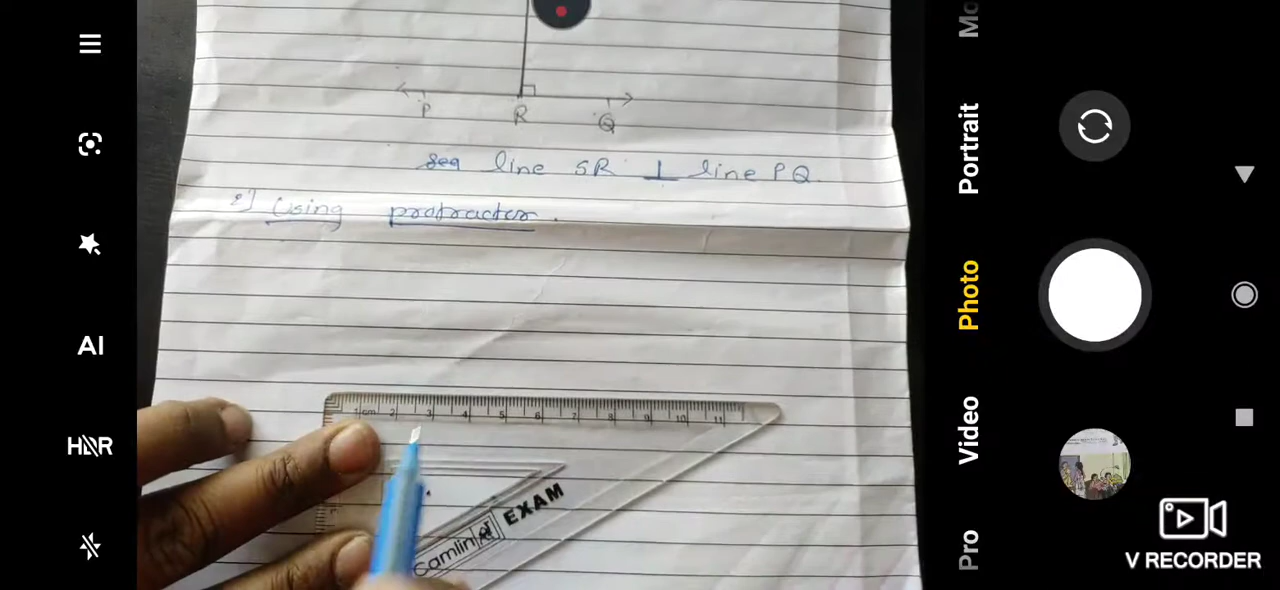 P R Q
seg line SR ⊥ line PQ
2] Using protractor.
1 cm 2 3 4 5 6 7 8 9 10 11
camlin EXAM
AI
HDR
Portrait
Photo
Video
Pro
V RECORDER